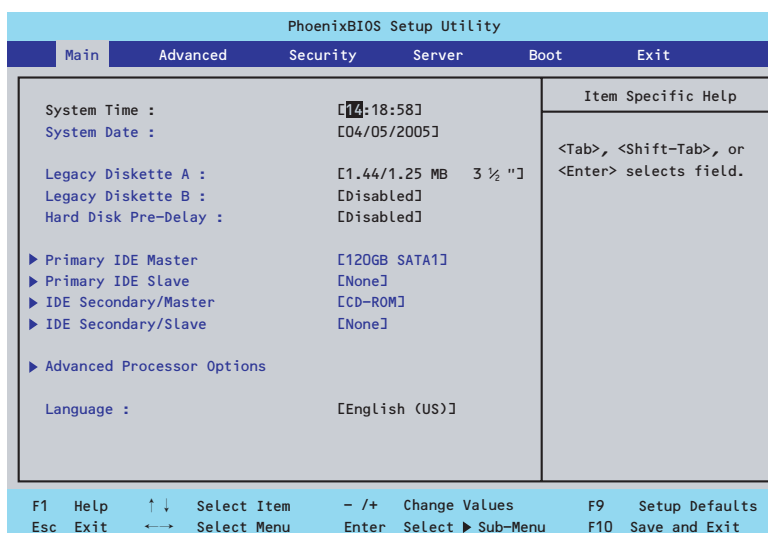 PhoenixBIOS Setup Utility
Main Advanced Security Server Boot Exit
System Time : [14:18:58]
System Date : [04/05/2005]
Legacy Diskette A : [1.44/1.25 MB 3 ½ "]
Legacy Diskette B : [Disabled]
Hard Disk Pre-Delay : [Disabled]
▶ Primary IDE Master [120GB SATA1]
▶ Primary IDE Slave [None]
▶ IDE Secondary/Master [CD-ROM]
▶ IDE Secondary/Slave [None]
▶ Advanced Processor Options
Language : [English (US)]
Item Specific Help
<Tab>, <Shift-Tab>, or
<Enter> selects field.
F1 Help ↑↓ Select Item - /+ Change Values F9 Setup Defaults
Esc Exit ←→ Select Menu Enter Select ▶ Sub-Menu F10 Save and Exit